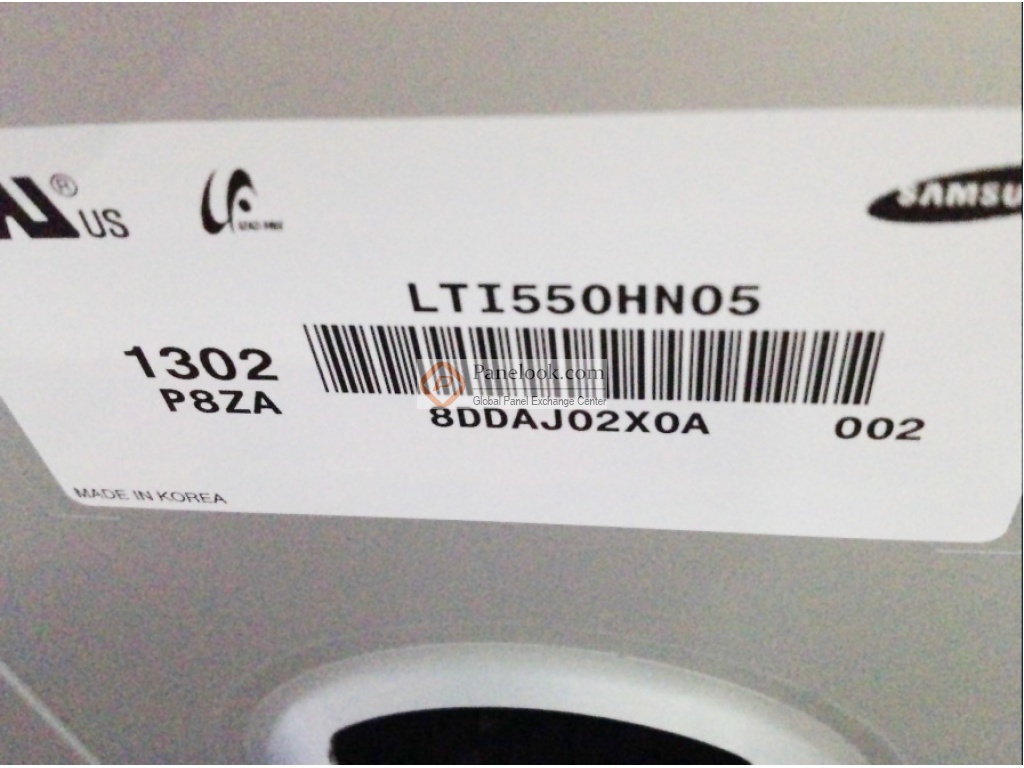 ® US
SAMSU
LTI550HN05
1302
P8ZA
Panelook.com
Global Panel Exchange Center
8DDAJ02X0A 002
MADE IN KOREA